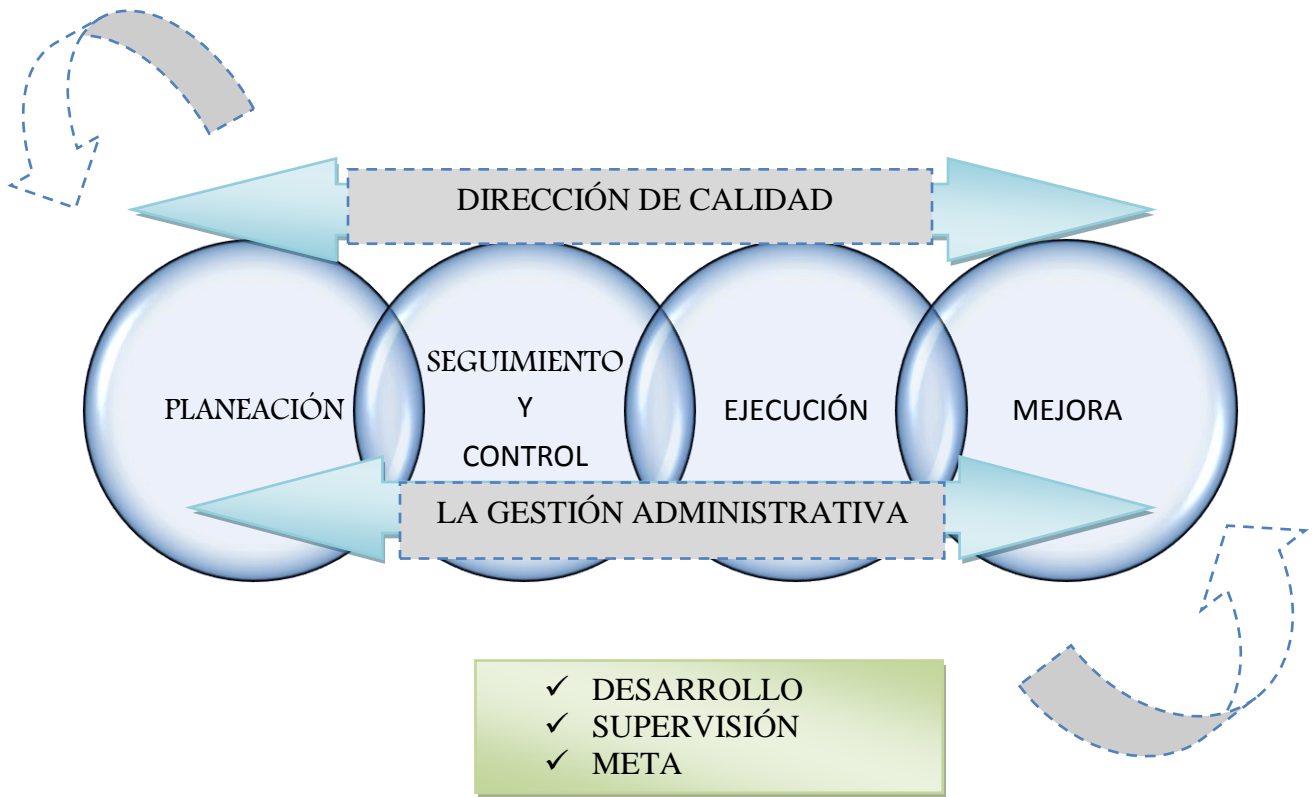 DIRECCIÓN DE CALIDAD
PLANEACIÓN
SEGUIMIENTO
Y
CONTROL
EJECUCIÓN
MEJORA
LA GESTIÓN ADMINISTRATIVA
✓ DESARROLLO
✓ SUPERVISIÓN
✓ META